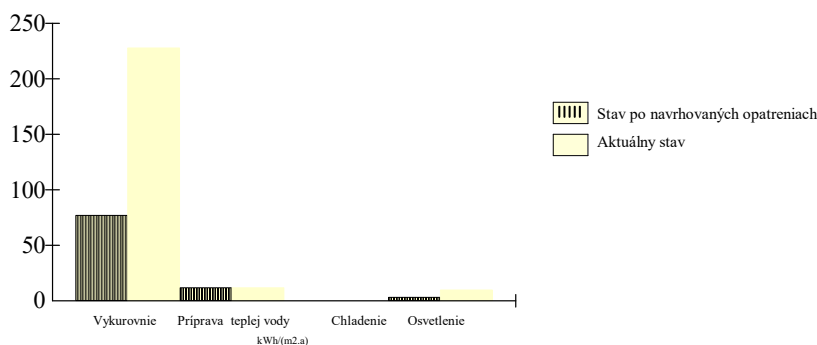 250
200
150
100
50
0
Stav po navrhovaných opatreniach
Aktuálny stav
Vykurovnie Príprava teplej vody Chladenie Osvetlenie
kWh/(m2.a)